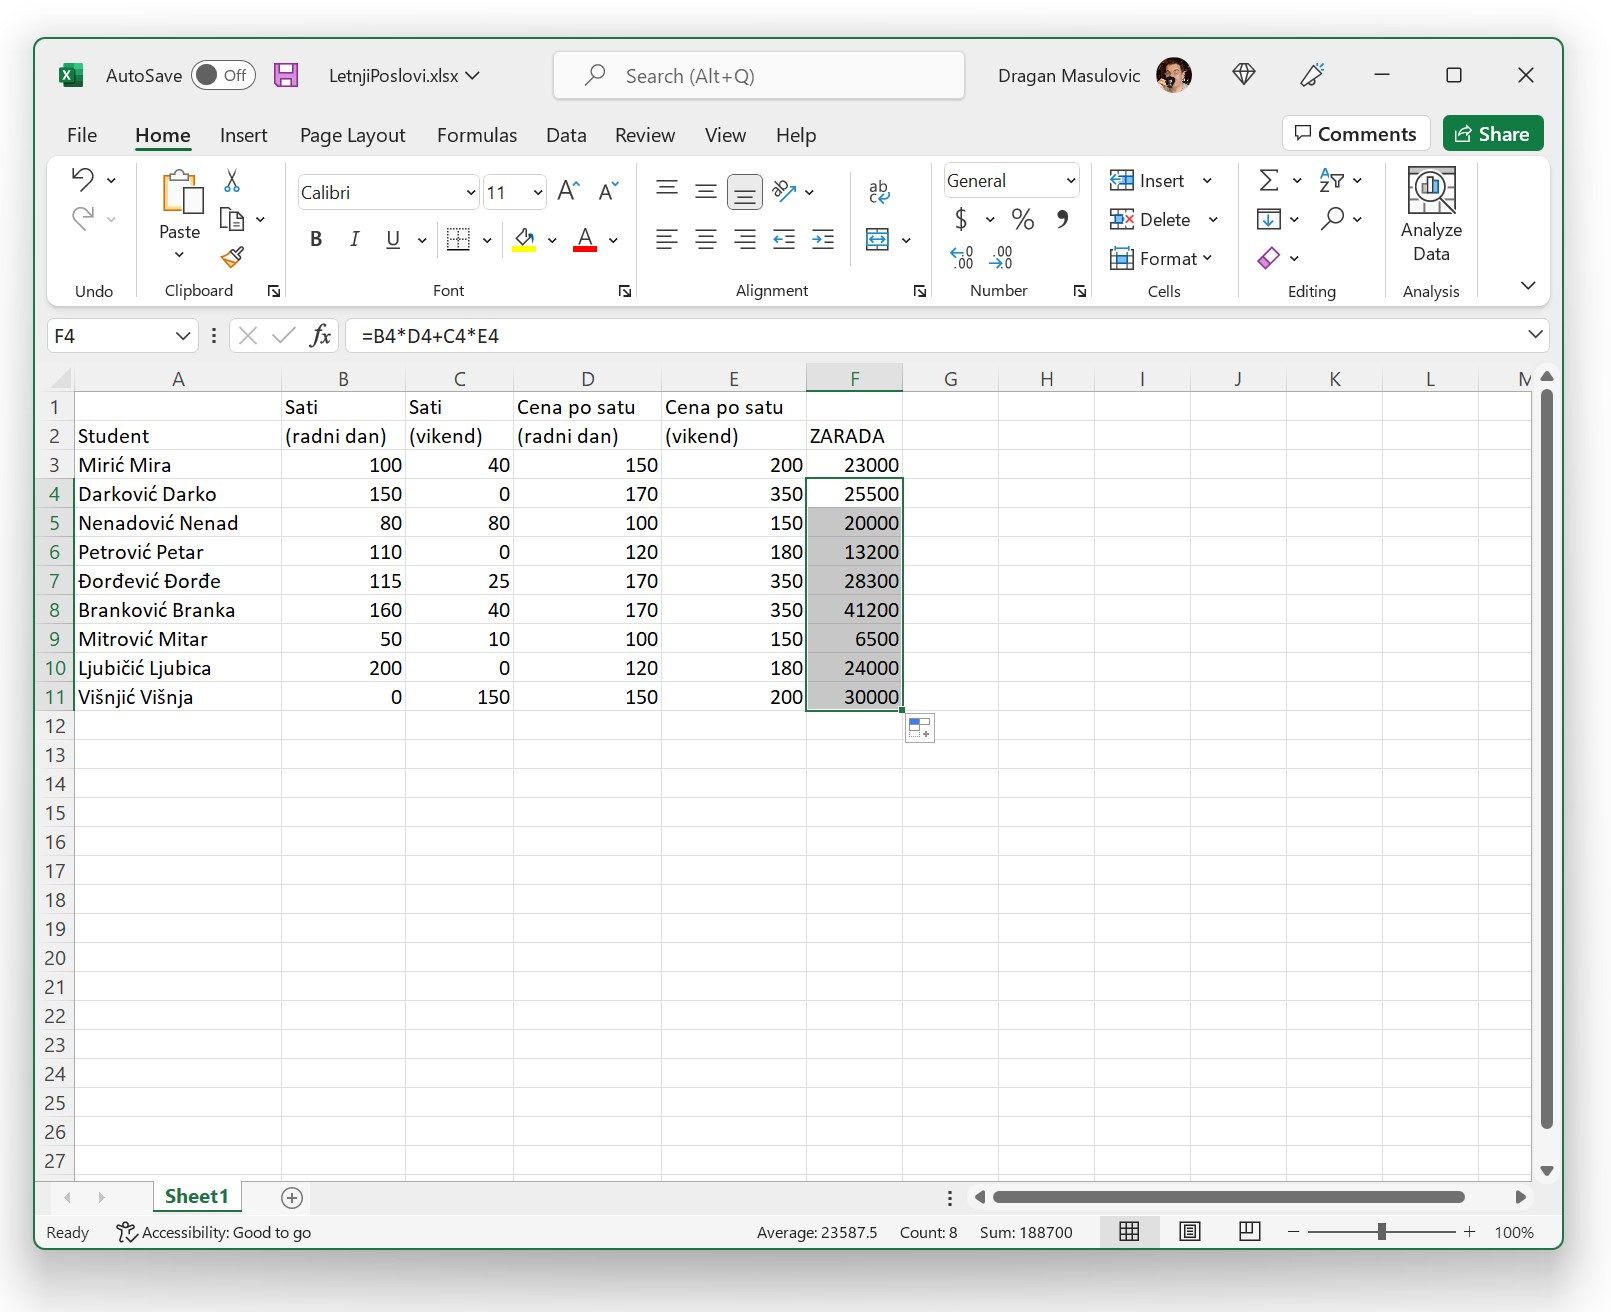 AutoSave Off LetnjiPoslovi.xlsx Search (Alt+Q) Dragan Masulovic
File Home Insert Page Layout Formulas Data Review View Help Comments Share
Paste
Calibri 11
B I U A
ab
General
$ % 9
Insert
Delete
Format
Analyze
Data
Undo Clipboard Font Alignment Number Cells Editing Analysis
F4 fx =B4*D4+C4*E4
A B C D E F G H I J K L M
1 Sati Sati Cena po satu Cena po satu
2 Student (radni dan) (vikend) (radni dan) (vikend) ZARADA
3 Mirić Mira 100 40 150 200 23000
4 Darković Darko 150 0 170 350 25500
5 Nenadović Nenad 80 80 100 150 20000
6 Petrović Petar 110 0 120 180 13200
7 Đorđević Đorđe 115 25 170 350 28300
8 Branković Branka 160 40 170 350 41200
9 Mitrović Mitar 50 10 100 150 6500
10 Ljubičić Ljubica 200 0 120 180 24000
11 Višnjić Višnja 0 150 150 200 30000
12
13
14
15
16
17
18
19
20
21
22
23
24
25
26
27
Sheet1
Ready Accessibility: Good to go Average: 23587.5 Count: 8 Sum: 188700 100%